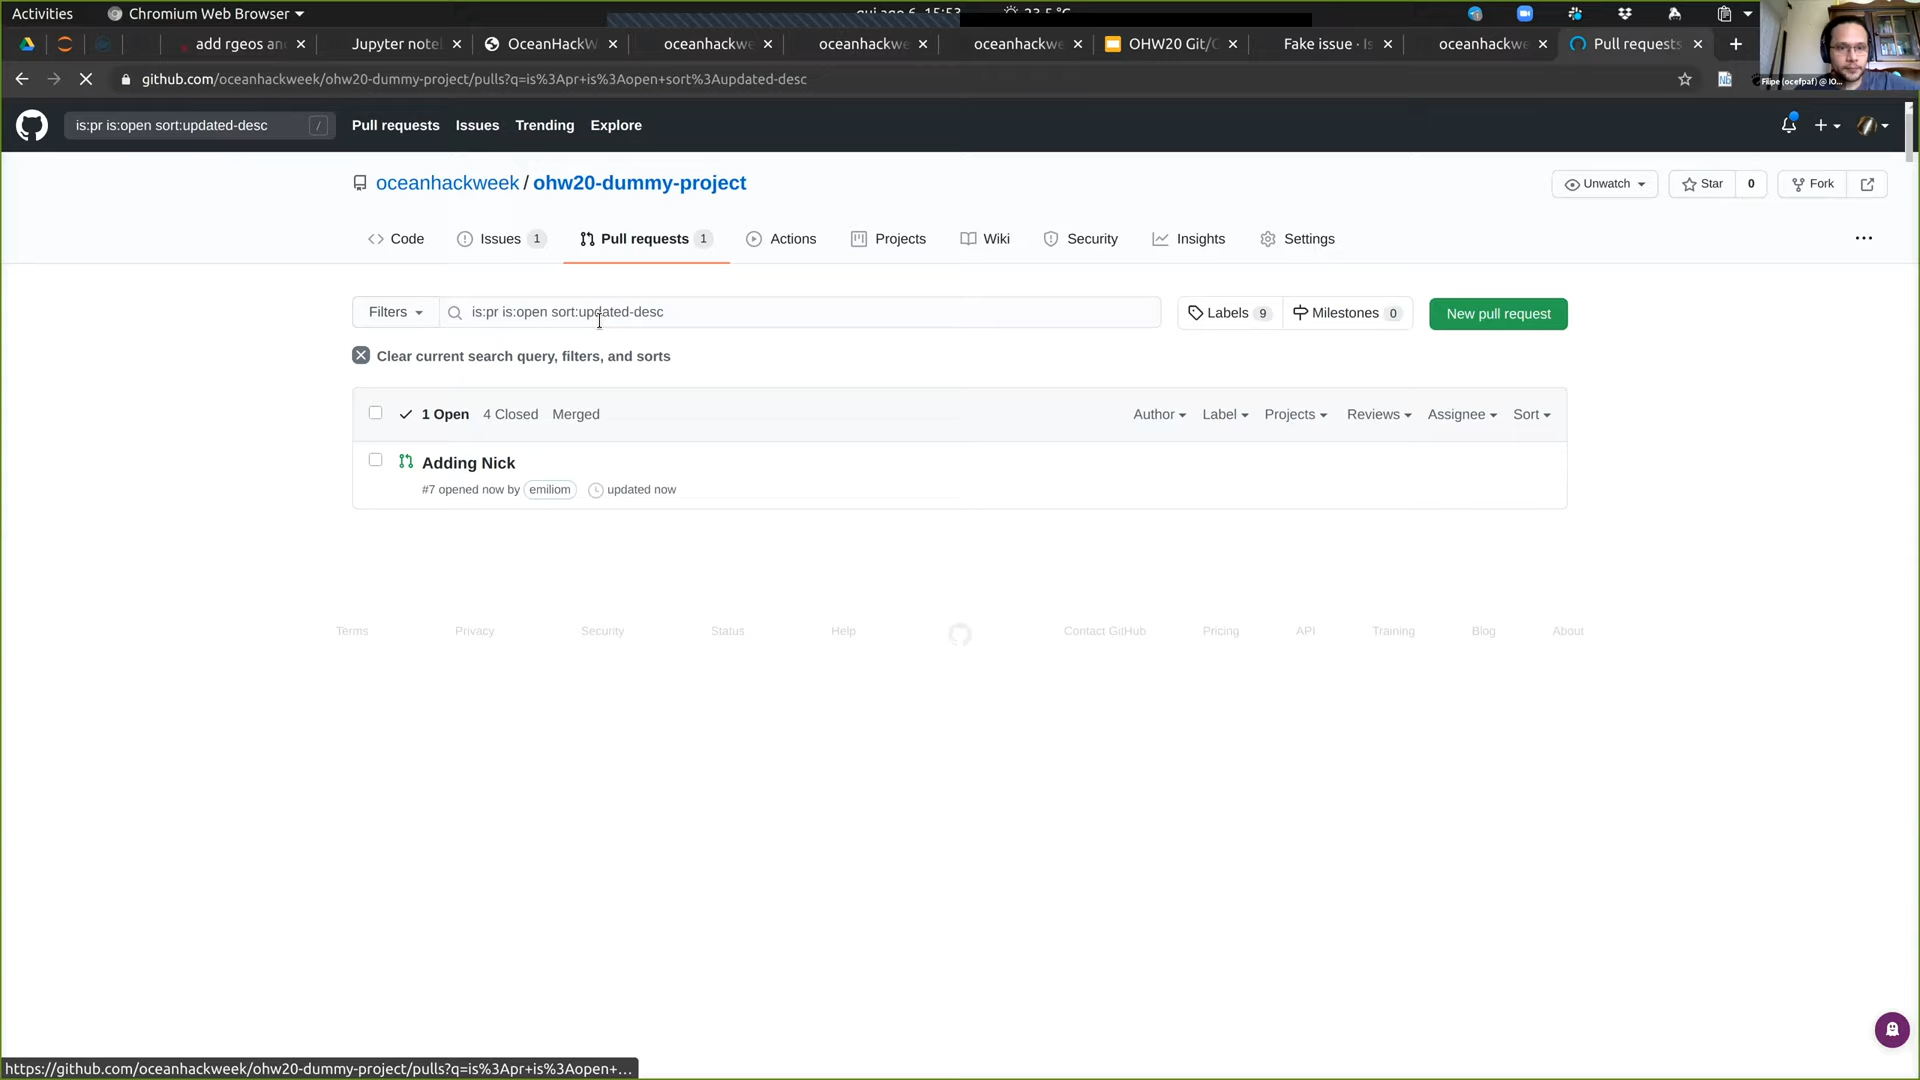 Activities Chromium Web Browser
add rgeos an Jupyter note OceanHackW oceanhackwe oceanhackwe oceanhackwe OHW20 Git/ Fake issue · Is oceanhackwe Pull requests
github.com/oceanhackweek/ohw20-dummy-project/pulls?q=is%3Apr+is%3Aopen+sort%3Aupdated-desc
Filipe (ocefpaf) @ IO...
is:pr is:open sort:updated-desc / Pull requests Issues Trending Explore
oceanhackweek / ohw20-dummy-project Unwatch Star 0 Fork
Code Issues 1 Pull requests 1 Actions Projects Wiki Security Insights Settings
Filters is:pr is:open sort:updated-desc Labels 9 Milestones 0 New pull request
Clear current search query, filters, and sorts
1 Open 4 Closed Merged Author Label Projects Reviews Assignee Sort
Adding Nick
#7 opened now by emiliom updated now
Terms Privacy Security Status Help Contact GitHub Pricing API Training Blog About
https://github.com/oceanhackweek/ohw20-dummy-project/pulls?q=is%3Apr+is%3Aopen+...